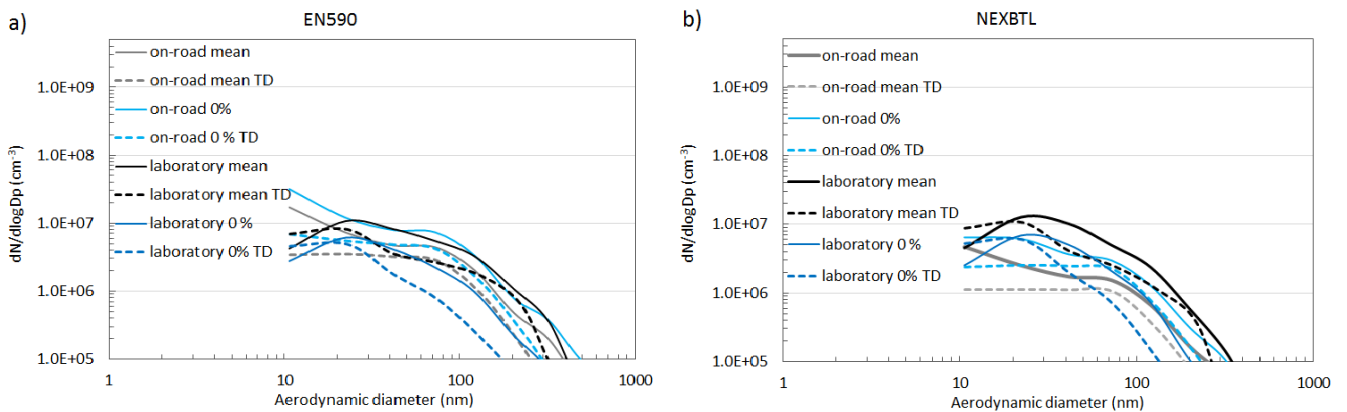 a)
EN590
on-road mean
on-road mean TD
on-road 0%
on-road 0 % TD
laboratory mean
laboratory mean TD
laboratory 0 %
laboratory 0% TD
1.0E+09
1.0E+08
1.0E+07
1.0E+06
1.0E+05
dN/dlogDp (cm-3)
1 10 100 1000
Aerodynamic diameter (nm)
b)
NEXBTL
on-road mean
on-road mean TD
on-road 0%
on-road 0% TD
laboratory mean
laboratory mean TD
laboratory 0 %
laboratory 0% TD
1.0E+09
1.0E+08
1.0E+07
1.0E+06
1.0E+05
dN/dlogDp (cm-3)
1 10 100 1000
Aerodynamic diameter (nm)